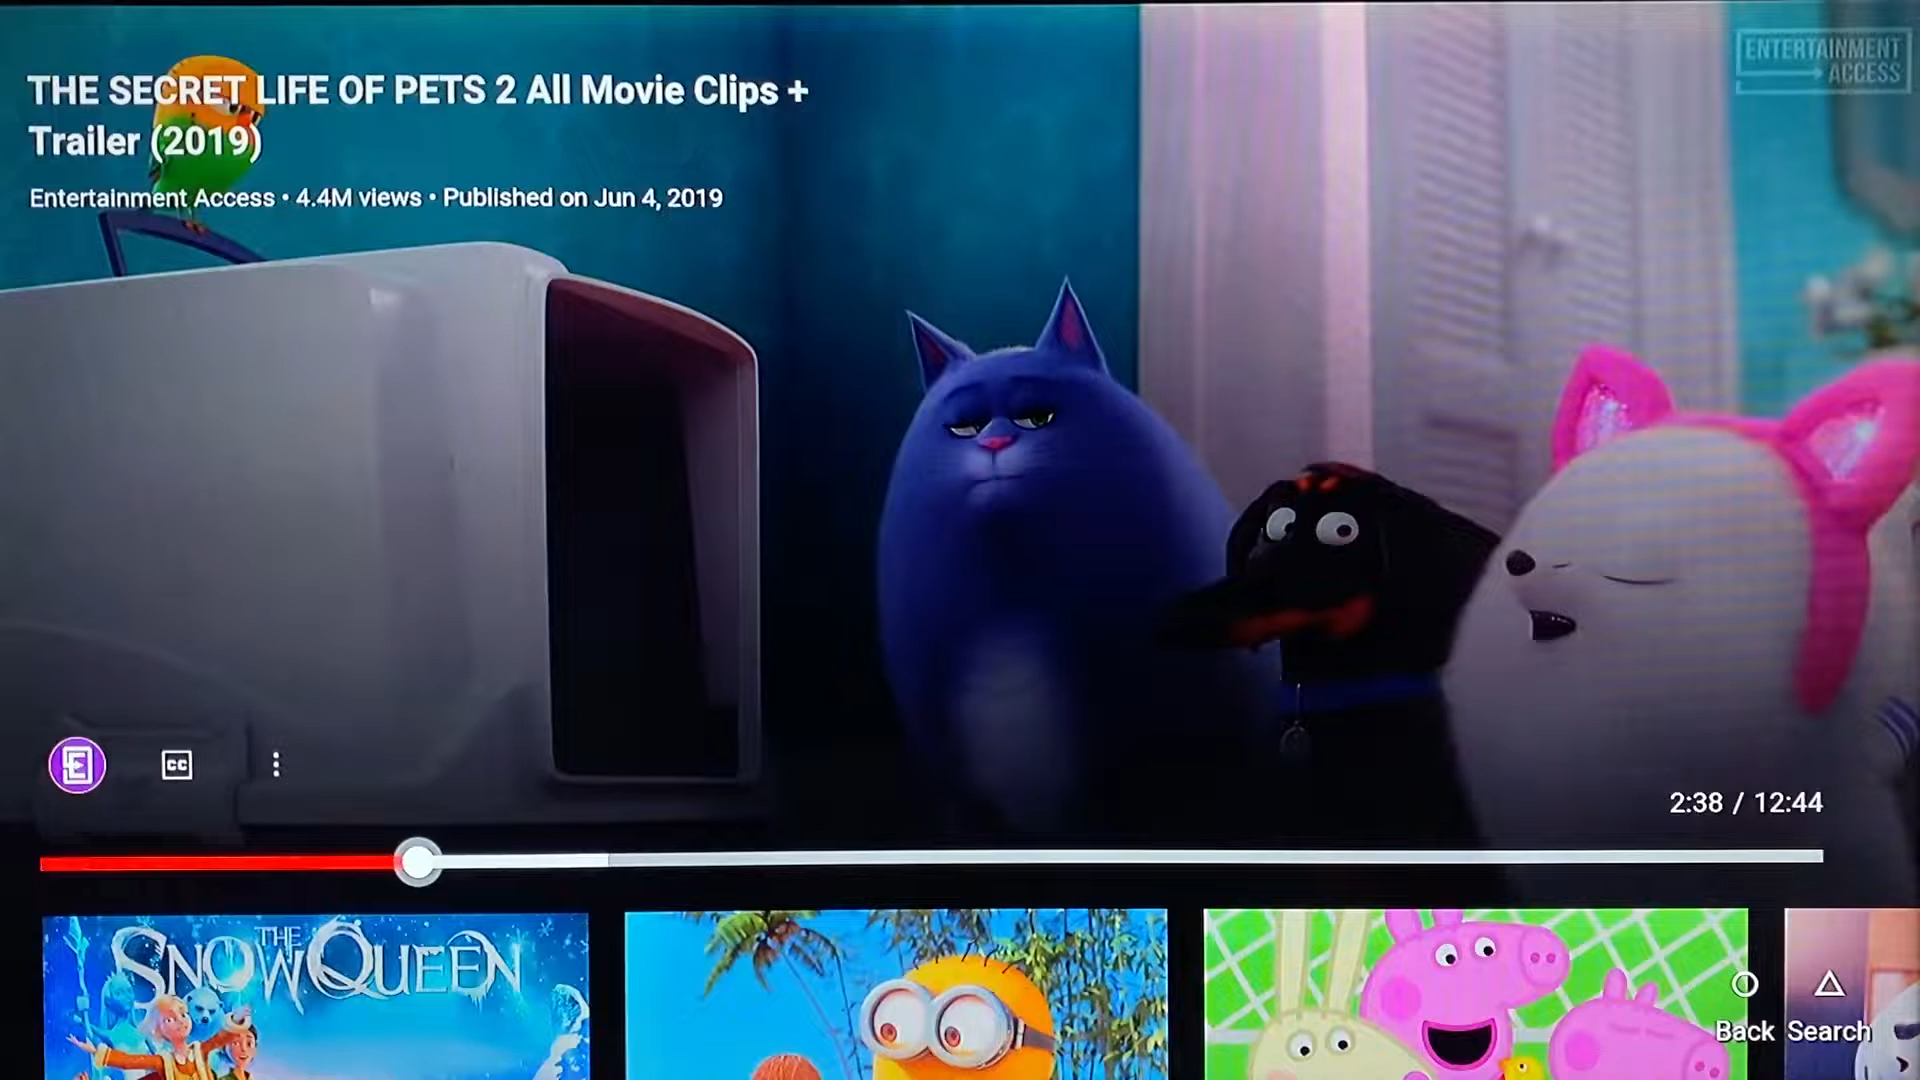 THE SECRET LIFE OF PETS 2 All Movie Clips +
Trailer (2019)
Entertainment Access • 4.4M views • Published on Jun 4, 2019
ENTERTAINMENT
ACCESS
CC
2:38 / 12:44
THE
SNOW QUEEN
Back Search